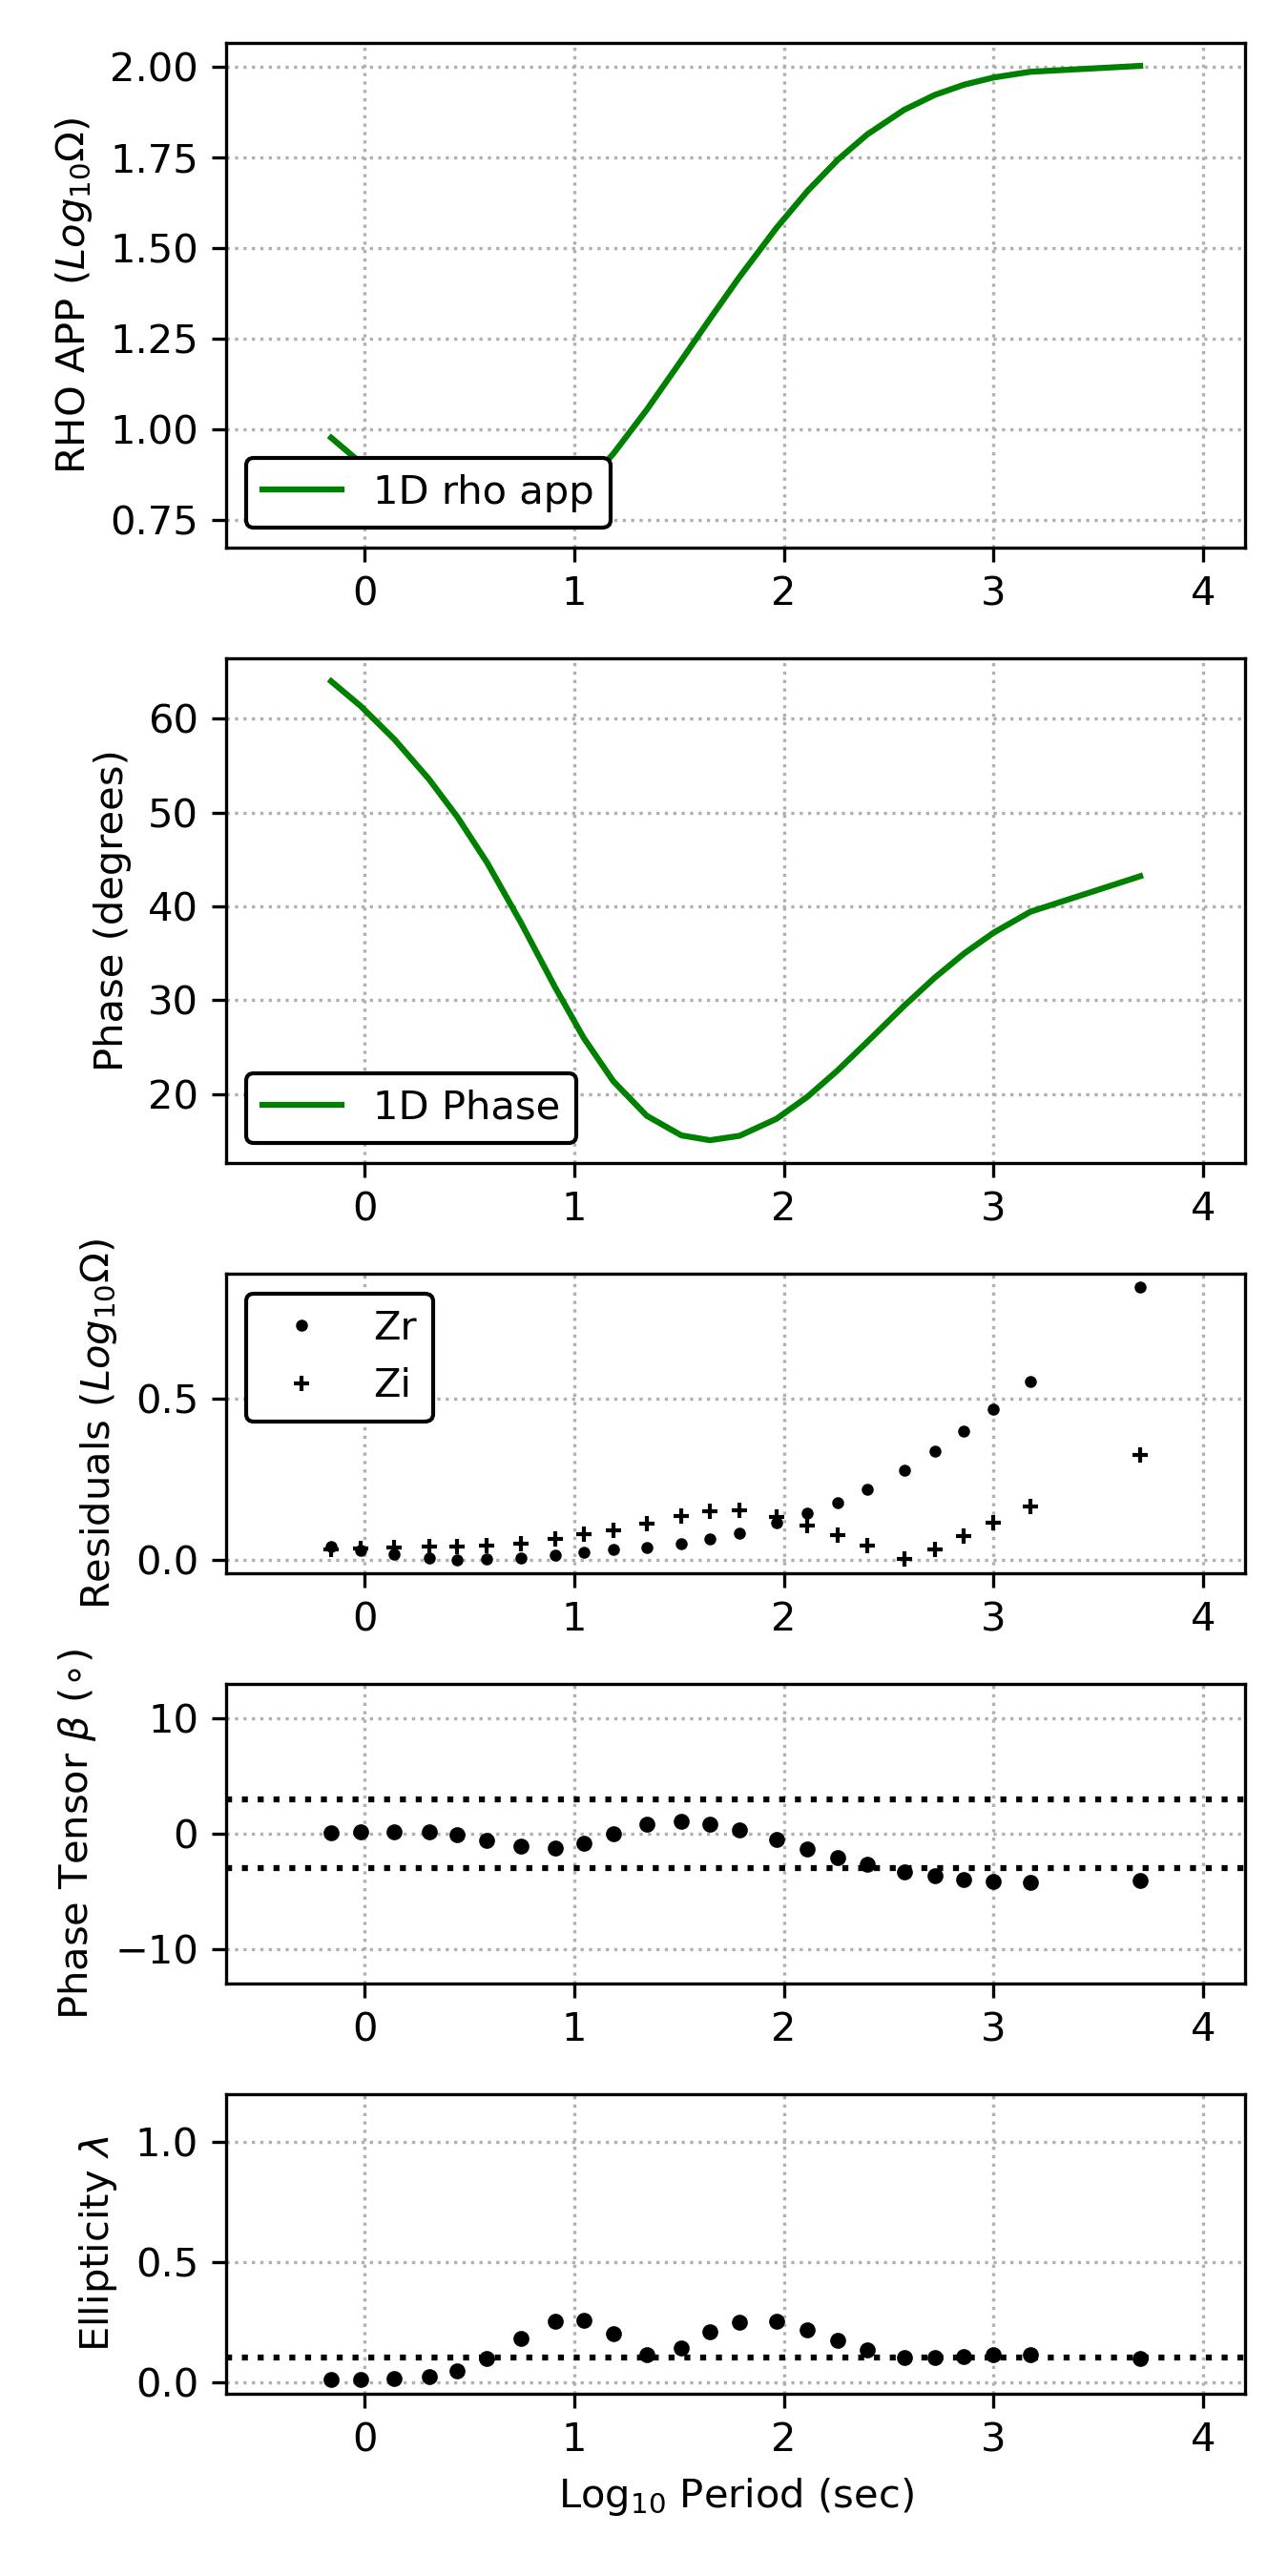 RHO APP (Log₁₀Ω)
2.00
1.75
1.50
1.25
1.00
0.75
1D rho app
0 1 2 3 4
Phase (degrees)
60
50
40
30
20
1D Phase
0 1 2 3 4
Residuals (Log₁₀Ω)
0.5
0.0
Zr
Zi
0 1 2 3 4
Phase Tensor β (∘)
10
0
−10
0 1 2 3 4
Ellipticity λ
1.0
0.5
0.0
0 1 2 3 4
Log₁₀ Period (sec)